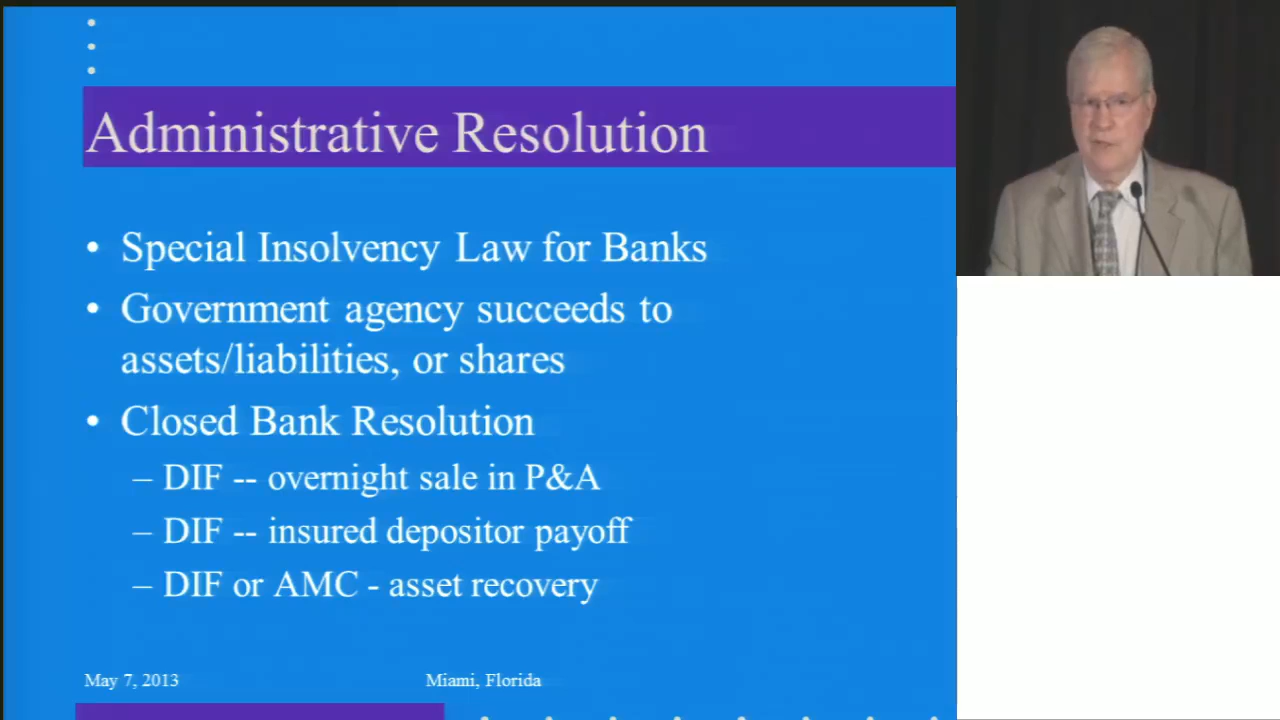 Administrative Resolution
• Special Insolvency Law for Banks
• Government agency succeeds to
assets/liabilities, or shares
• Closed Bank Resolution
– DIF -- overnight sale in P&A
– DIF -- insured depositor payoff
– DIF or AMC - asset recovery
May 7, 2013
Miami, Florida